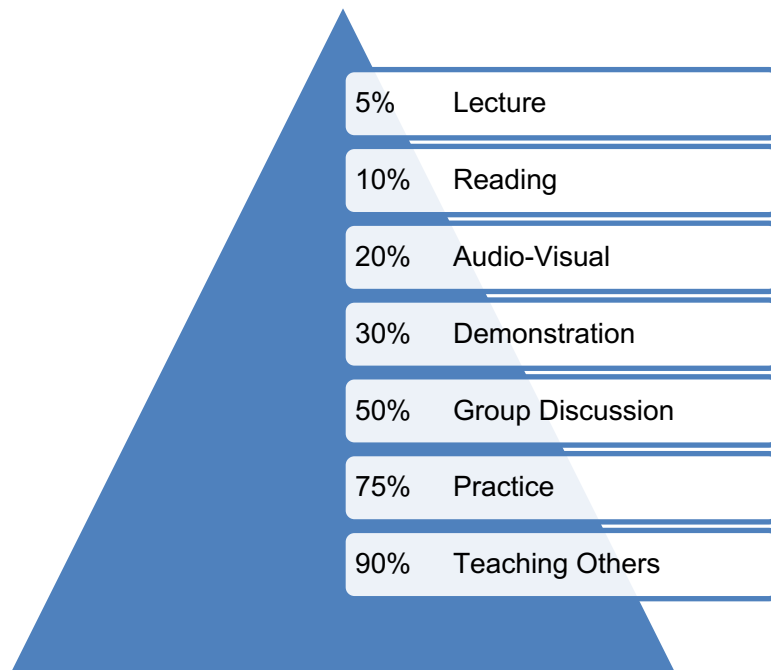 5% Lecture
10% Reading
20% Audio-Visual
30% Demonstration
50% Group Discussion
75% Practice
90% Teaching Others